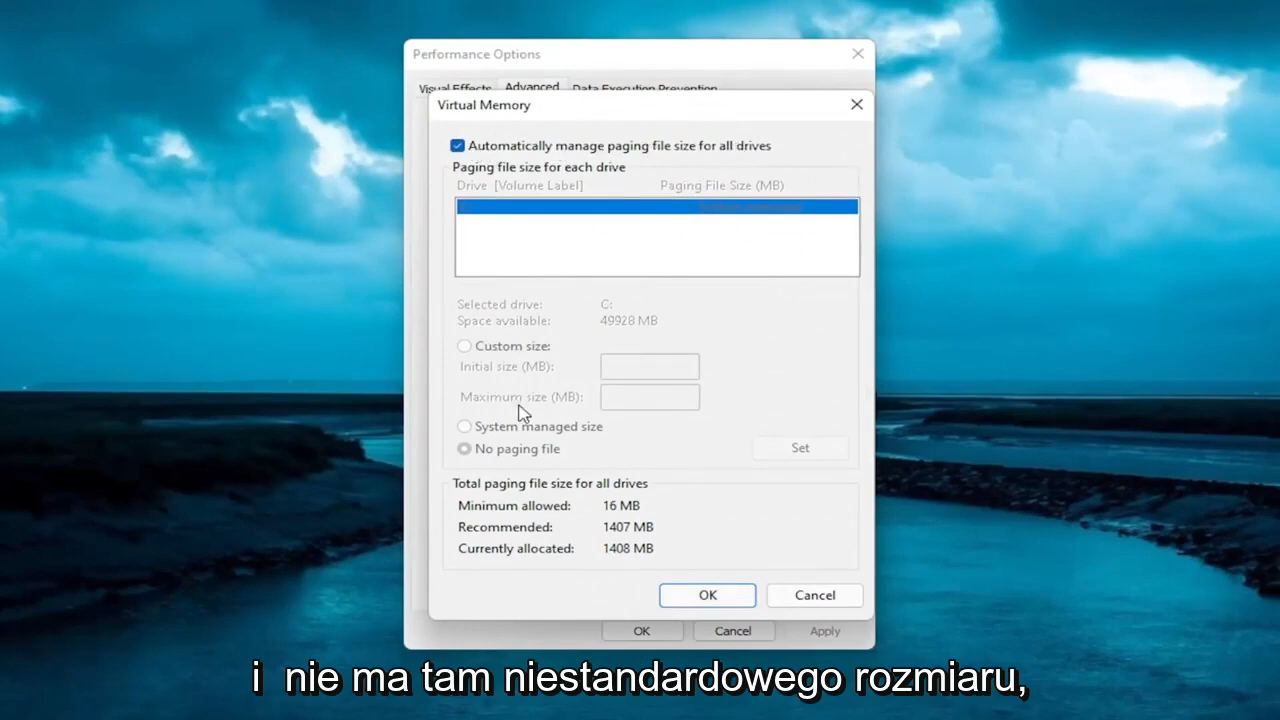 Performance Options
Visual Effects Advanced Data Execution Prevention
Virtual Memory
Automatically manage paging file size for all drives
Paging file size for each drive
Drive [Volume Label] Paging File Size (MB)
Selected drive: C:
Space available: 49928 MB
Custom size:
Initial size (MB):
Maximum size (MB):
System managed size
No paging file Set
Total paging file size for all drives
Minimum allowed: 16 MB
Recommended: 1407 MB
Currently allocated: 1408 MB
OK Cancel
OK Cancel Apply
i nie ma tam niestandardowego rozmiaru,